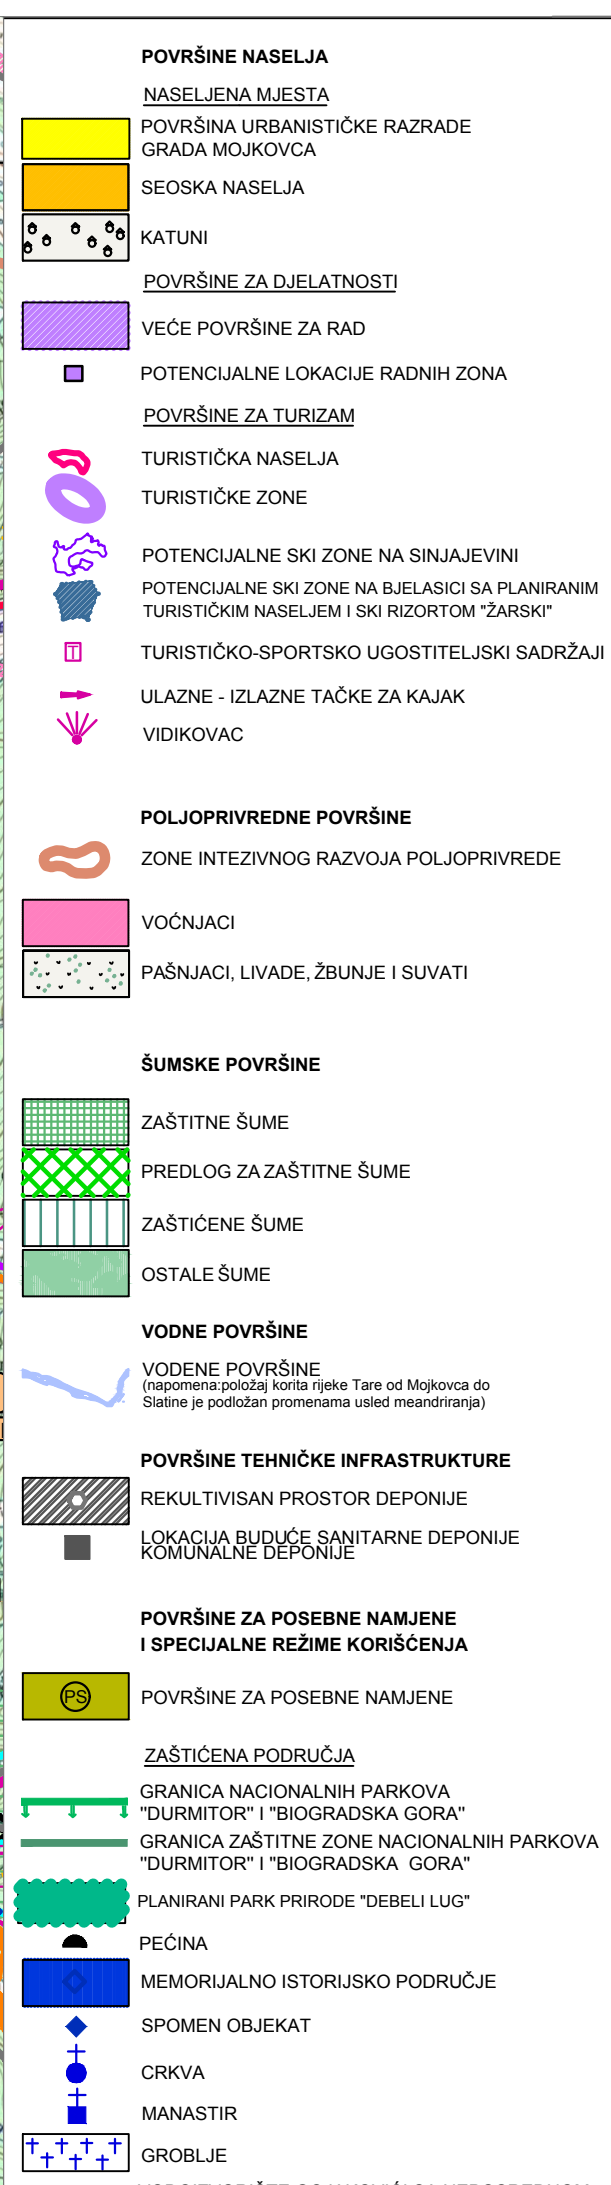 POVRŠINE NASELJA
NASELJENA MJESTA
POVRŠINA URBANISTIČKE RAZRADE
GRADA MOJKOVCA
SEOSKA NASELJA
KATUNI
POVRŠINE ZA DJELATNOSTI
VEĆE POVRŠINE ZA RAD
POTENCIJALNE LOKACIJE RADNIH ZONA
POVRŠINE ZA TURIZAM
TURISTIČKA NASELJA
TURISTIČKE ZONE
POTENCIJALNE SKI ZONE NA SINJAJEVINI
POTENCIJALNE SKI ZONE NA BJELASICI SA PLANIRANIM
TURISTIČKIM NASELJEM I SKI RIZORTOM "ŽARSKI"
T TURISTIČKO-SPORTSKO UGOSTITELJSKI SADRŽAJI
ULAZNE - IZLAZNE TAČKE ZA KAJAK
VIDIKOVAC
POLJOPRIVREDNE POVRŠINE
ZONE INTEZIVNOG RAZVOJA POLJOPRIVREDE
VOĆNJACI
PAŠNJACI, LIVADE, ŽBUNJE I SUVATI
ŠUMSKE POVRŠINE
ZAŠTITNE ŠUME
PREDLOG ZA ZAŠTITNE ŠUME
ZAŠTIĆENE ŠUME
OSTALE ŠUME
VODNE POVRŠINE
VODENE POVRŠINE
(napomena:položaj korita rijeke Tare od Mojkovca do
Slatine je podložan promenama usled meandriranja)
POVRŠINE TEHNIČKE INFRASTRUKTURE
REKULTIVISAN PROSTOR DEPONIJE
LOKACIJA BUDUĆE SANITARNE DEPONIJE
KOMUNALNE DEPONIJE
POVRŠINE ZA POSEBNE NAMJENE
I SPECIJALNE REŽIME KORIŠĆENJA
PS POVRŠINE ZA POSEBNE NAMJENE
ZAŠTIĆENA PODRUČJA
GRANICA NACIONALNIH PARKOVA
"DURMITOR" I "BIOGRADSKA GORA"
GRANICA ZAŠTITNE ZONE NACIONALNIH PARKOVA
"DURMITOR" I "BIOGRADSKA GORA"
PLANIRANI PARK PRIRODE "DEBELI LUG"
PEĆINA
MEMORIJALNO ISTORIJSKO PODRUČJE
SPOMEN OBJEKAT
CRKVA
MANASTIR
GROBLJE